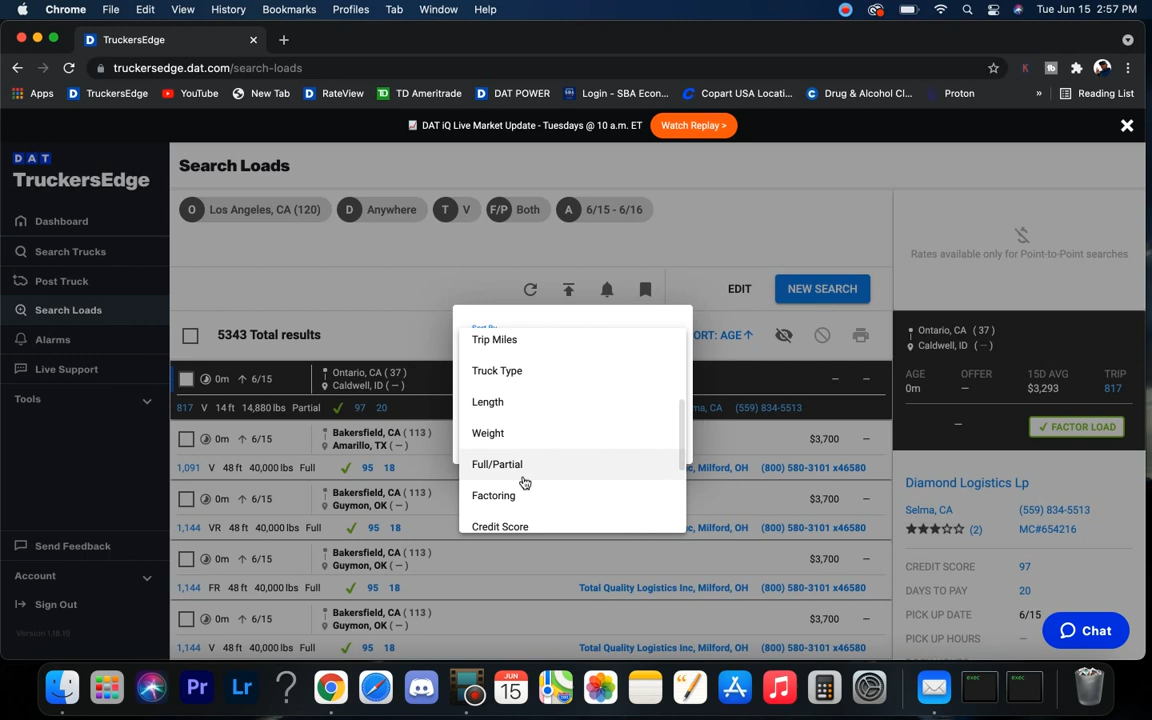 Chrome File Edit View History Bookmarks Profiles Tab Window Help Tue Jun 15 2:57 PM
D TruckersEdge
truckersedge.dat.com/search-loads
Apps D TruckersEdge YouTube New Tab D RateView TD TD Ameritrade D DAT POWER SBA Login - SBA Econ... C Copart USA Locati... C Drug & Alcohol Cl... Proton » Reading List
DAT iQ Live Market Update - Tuesdays @ 10 a.m. ET Watch Replay >
DAT
TruckersEdge
Dashboard
Search Trucks
Post Truck
Search Loads
Alarms
Live Support
Tools
Send Feedback
Account
Sign Out
Version 1.18.19
Search Loads
O Los Angeles, CA (120) D Anywhere T V F/P Both A 6/15 - 6/16
EDIT NEW SEARCH
5343 Total results
ORT: AGE
Sort By
Trip Miles
Truck Type
Length
Weight
Full/Partial
Factoring
Credit Score
0m 6/15 Ontario, CA ( 37 ) – –
Caldwell, ID ( – )
817 V 14 ft 14,880 lbs Partial 97 20 ma, CA (559) 834-5513
0m 6/15 Bakersfield, CA ( 113 ) $3,700 –
Amarillo, TX ( – )
1,091 V 48 ft 40,000 lbs Full 95 18 c, Milford, OH (800) 580-3101 x46580
0m 6/15 Bakersfield, CA ( 113 ) $3,700 –
Guymon, OK ( – )
1,144 VR 48 ft 40,000 lbs Full 95 18 c, Milford, OH (800) 580-3101 x46580
0m 6/15 Bakersfield, CA ( 113 ) $3,700 –
Guymon, OK ( – )
1,144 FR 48 ft 40,000 lbs Full 95 18 Total Quality Logistics Inc, Milford, OH (800) 580-3101 x46580
0m 6/15 Bakersfield, CA ( 113 ) $3,700 –
Guymon, OK ( – )
1,144 V 48 ft 40,000 lbs Full 95 18 Total Quality Logistics Inc, Milford, OH (800) 580-3101 x46580
Rates available only for Point-to-Point searches
Ontario, CA ( 37 )
Caldwell, ID ( – )
AGE OFFER 15D AVG TRIP
0m – $3,293 817
– ✓ FACTOR LOAD
Diamond Logistics Lp
Selma, CA (559) 834-5513
(2) MC#654216
CREDIT SCORE 97
DAYS TO PAY 20
PICK UP DATE 6/15
PICK UP HOURS –
Chat
Pr Lr ? JUN 15 exec exec